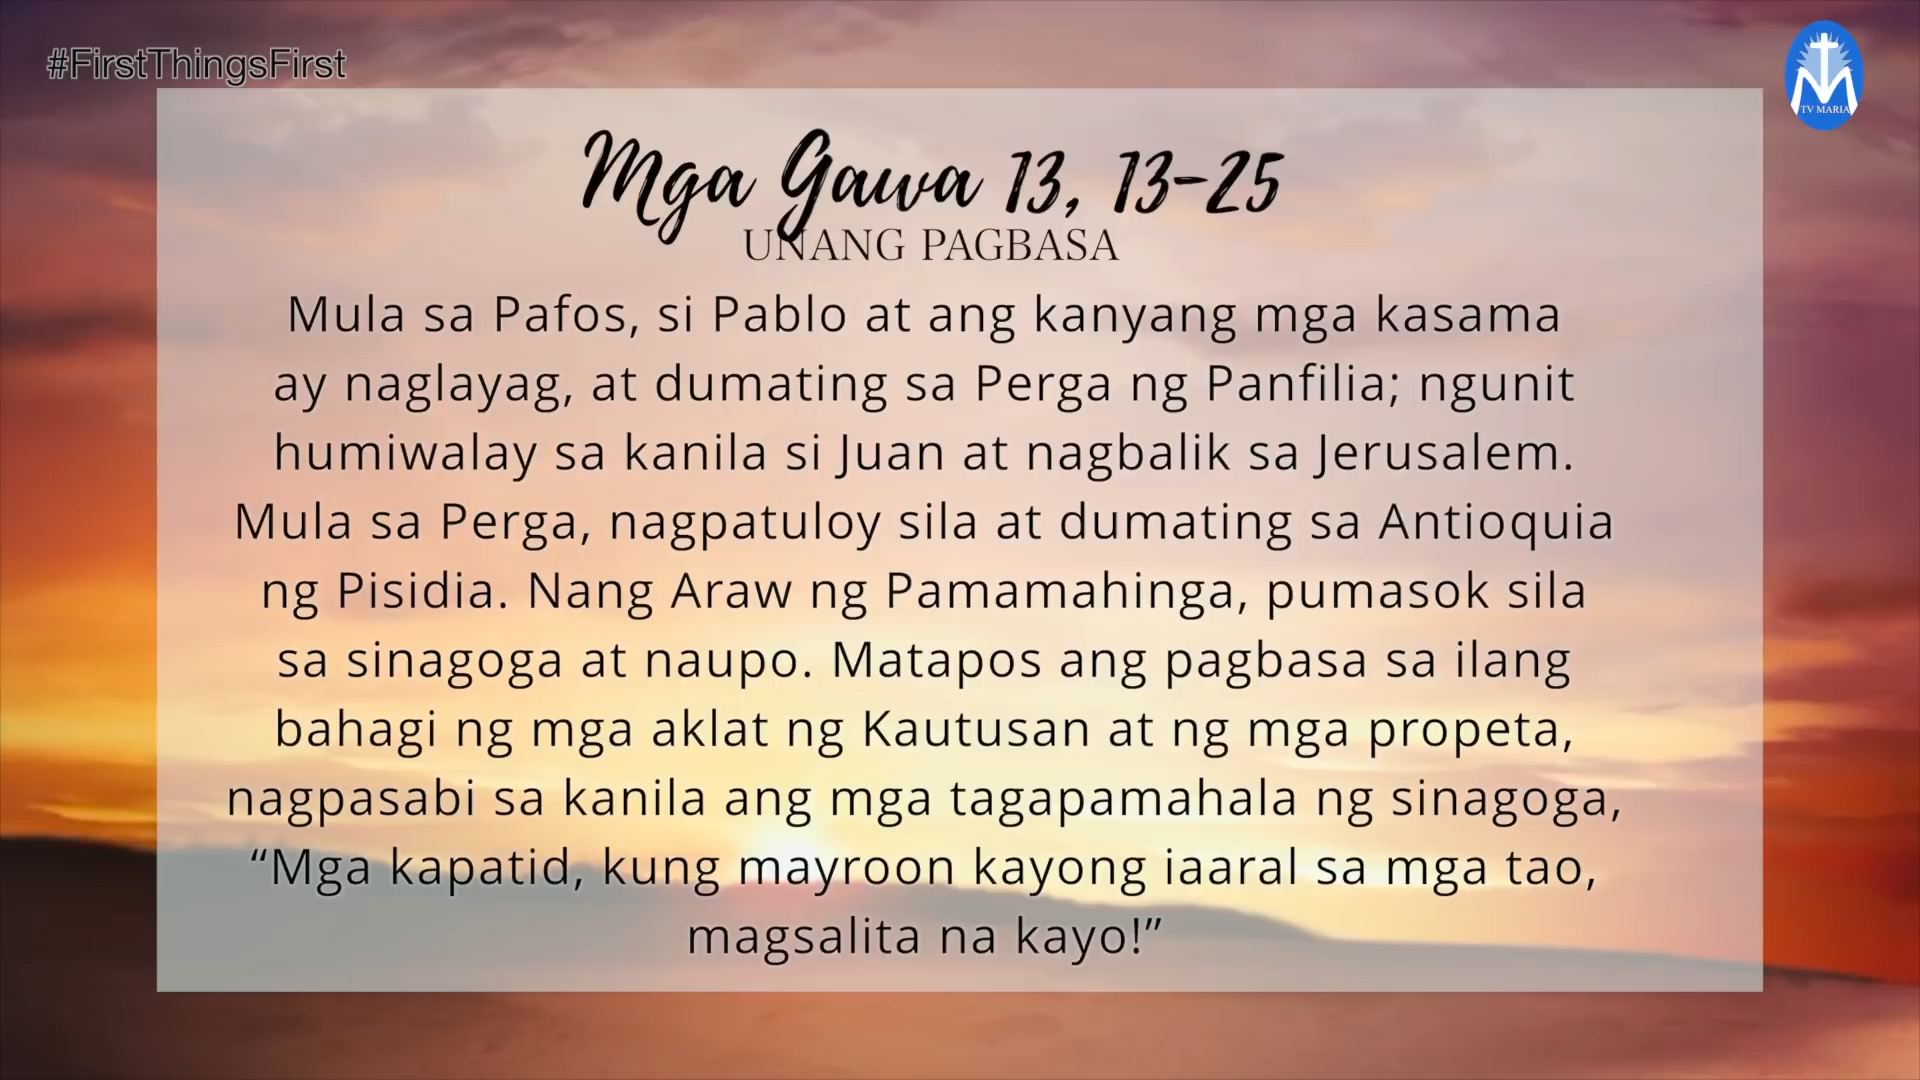 #FirstThingsFirst
TV MARIA
Mga Gawa 13, 13-25
UNANG PAGBASA
Mula sa Pafos, si Pablo at ang kanyang mga kasama
ay naglayag, at dumating sa Perga ng Panfilia; ngunit
humiwalay sa kanila si Juan at nagbalik sa Jerusalem.
Mula sa Perga, nagpatuloy sila at dumating sa Antioquia
ng Pisidia. Nang Araw ng Pamamahinga, pumasok sila
sa sinagoga at naupo. Matapos ang pagbasa sa ilang
bahagi ng mga aklat ng Kautusan at ng mga propeta,
nagpasabi sa kanila ang mga tagapamahala ng sinagoga,
“Mga kapatid, kung mayroon kayong iaaral sa mga tao,
magsalita na kayo!”